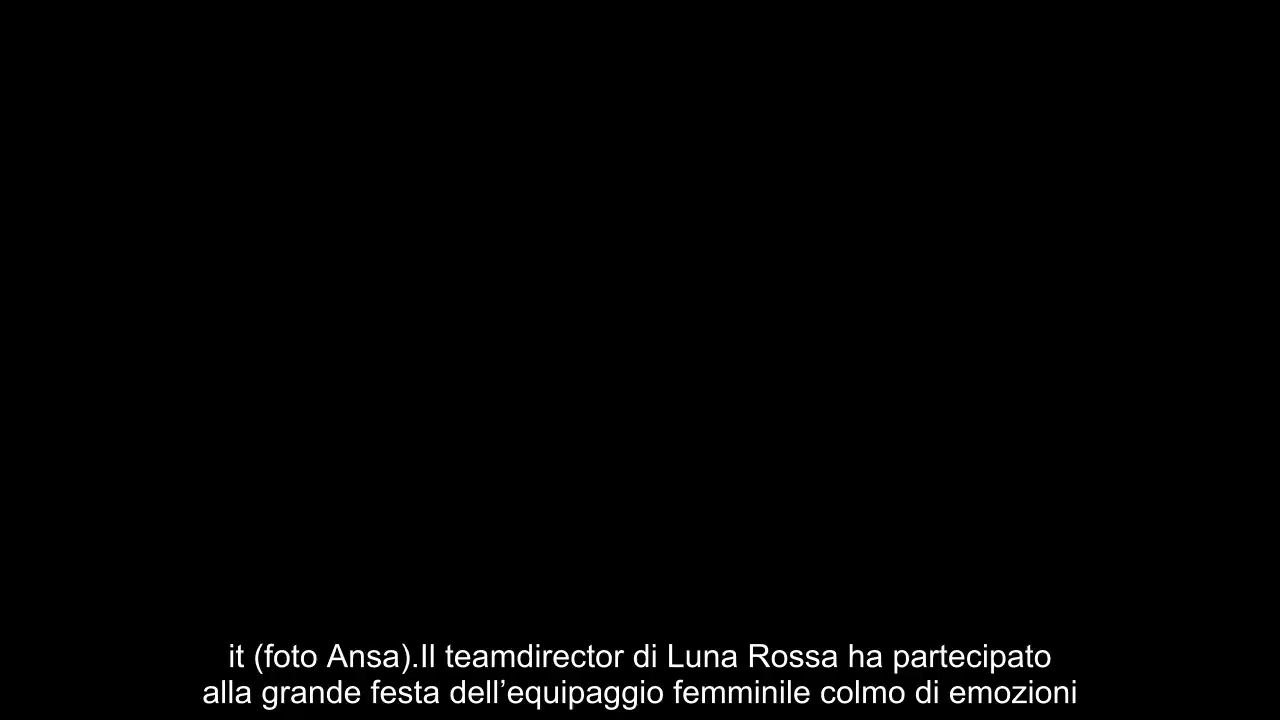 it (foto Ansa).Il teamdirector di Luna Rossa ha partecipato
alla grande festa dell’equipaggio femminile colmo di emozioni